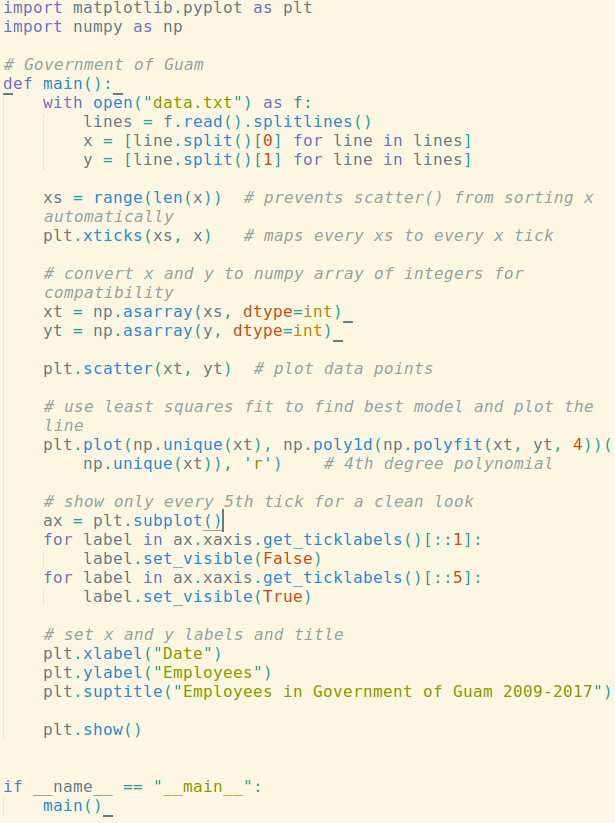 import matplotlib.pyplot as plt
import numpy as np

# Government of Guam
def main():
    with open("data.txt") as f:
        lines = f.read().splitlines()
        x = [line.split()[0] for line in lines]
        y = [line.split()[1] for line in lines]

    xs = range(len(x))  # prevents scatter() from sorting x
    automatically
    plt.xticks(xs, x)   # maps every xs to every x tick

    # convert x and y to numpy array of integers for
    compatibility
    xt = np.asarray(xs, dtype=int)
    yt = np.asarray(y, dtype=int)

    plt.scatter(xt, yt)  # plot data points

    # use least squares fit to find best model and plot the
    line
    plt.plot(np.unique(xt), np.poly1d(np.polyfit(xt, yt, 4))(
        np.unique(xt)), 'r')    # 4th degree polynomial

    # show only every 5th tick for a clean look
    ax = plt.subplot()
    for label in ax.xaxis.get_ticklabels()[::1]:
        label.set_visible(False)
    for label in ax.xaxis.get_ticklabels()[::5]:
        label.set_visible(True)

    # set x and y labels and title
    plt.xlabel("Date")
    plt.ylabel("Employees")
    plt.suptitle("Employees in Government of Guam 2009-2017")

    plt.show()


if __name__ == "__main__":
    main()